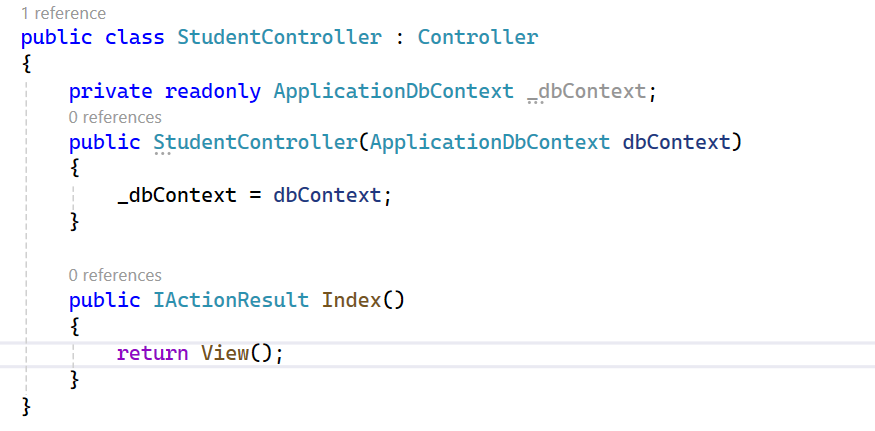 1 reference
public class StudentController : Controller
{
private readonly ApplicationDbContext _dbContext;
0 references
public StudentController(ApplicationDbContext dbContext)
{
_dbContext = dbContext;
}
0 references
public IActionResult Index()
{
return View();
}
}